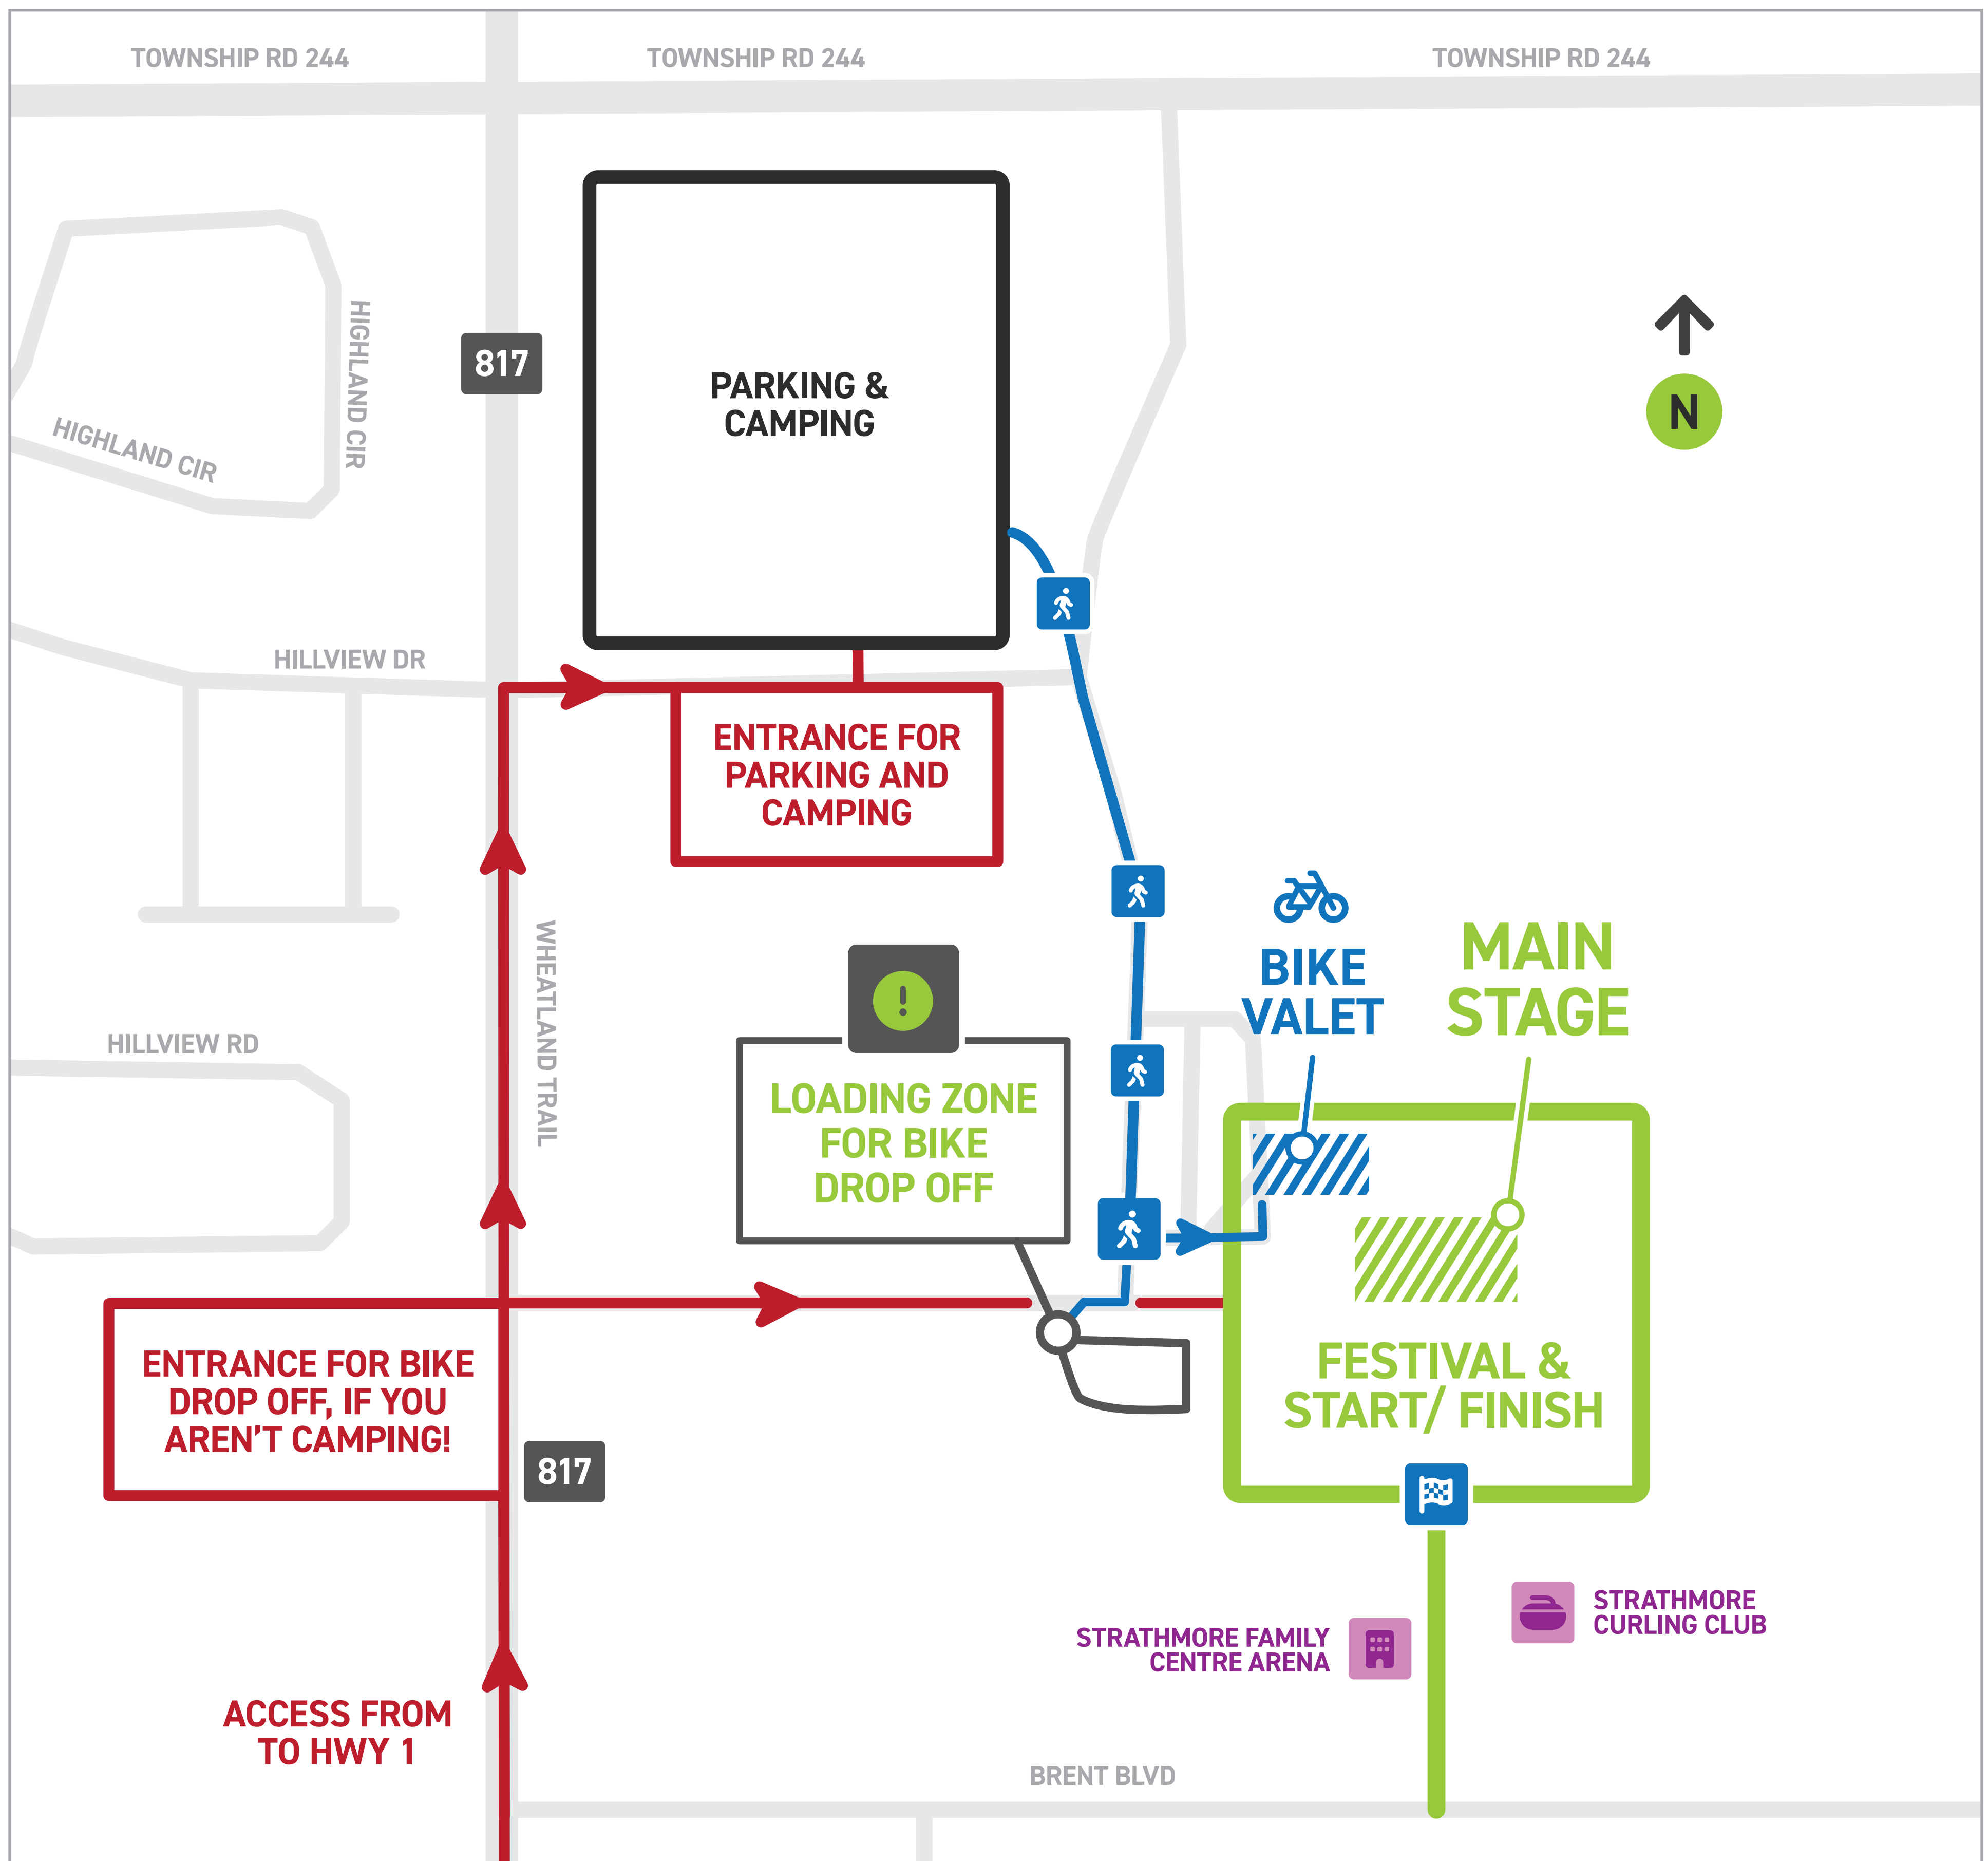 TOWNSHIP RD 244
TOWNSHIP RD 244
TOWNSHIP RD 244
HIGHLAND CIR
HIGHLAND CIR
817
PARKING &
CAMPING
N
HILLVIEW DR
ENTRANCE FOR
PARKING AND
CAMPING
WHEATLAND TRAIL
HILLVIEW RD
!
LOADING ZONE
FOR BIKE
DROP OFF
BIKE
VALET
MAIN
STAGE
ENTRANCE FOR BIKE
DROP OFF, IF YOU
AREN'T CAMPING!
817
FESTIVAL &
START/ FINISH
STRATHMORE FAMILY
CENTRE ARENA
STRATHMORE
CURLING CLUB
ACCESS FROM
TO HWY 1
BRENT BLVD